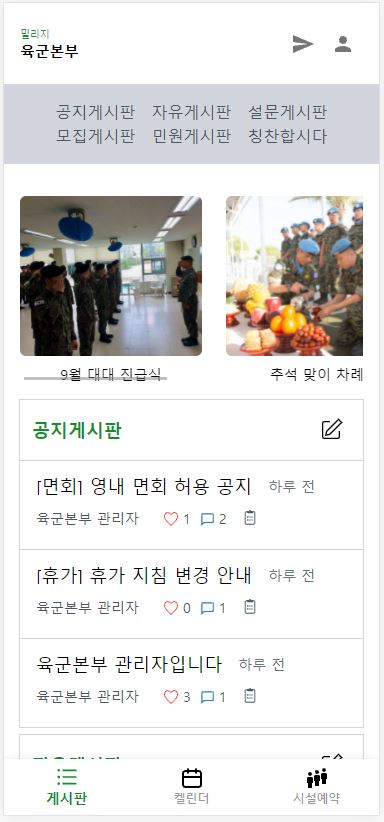 밀리지
육군본부
공지게시판 자유게시판 설문게시판
모집게시판 민원게시판 칭찬합시다
9월 대대 진급식
추석 맞이 차례
공지게시판
[면회] 영내 면회 허용 공지 하루 전
육군본부 관리자 1 2
[휴가] 휴가 지침 변경 안내 하루 전
육군본부 관리자 0 1
육군본부 관리자입니다 하루 전
육군본부 관리자 3 1
게시판 켈린더 시설예약